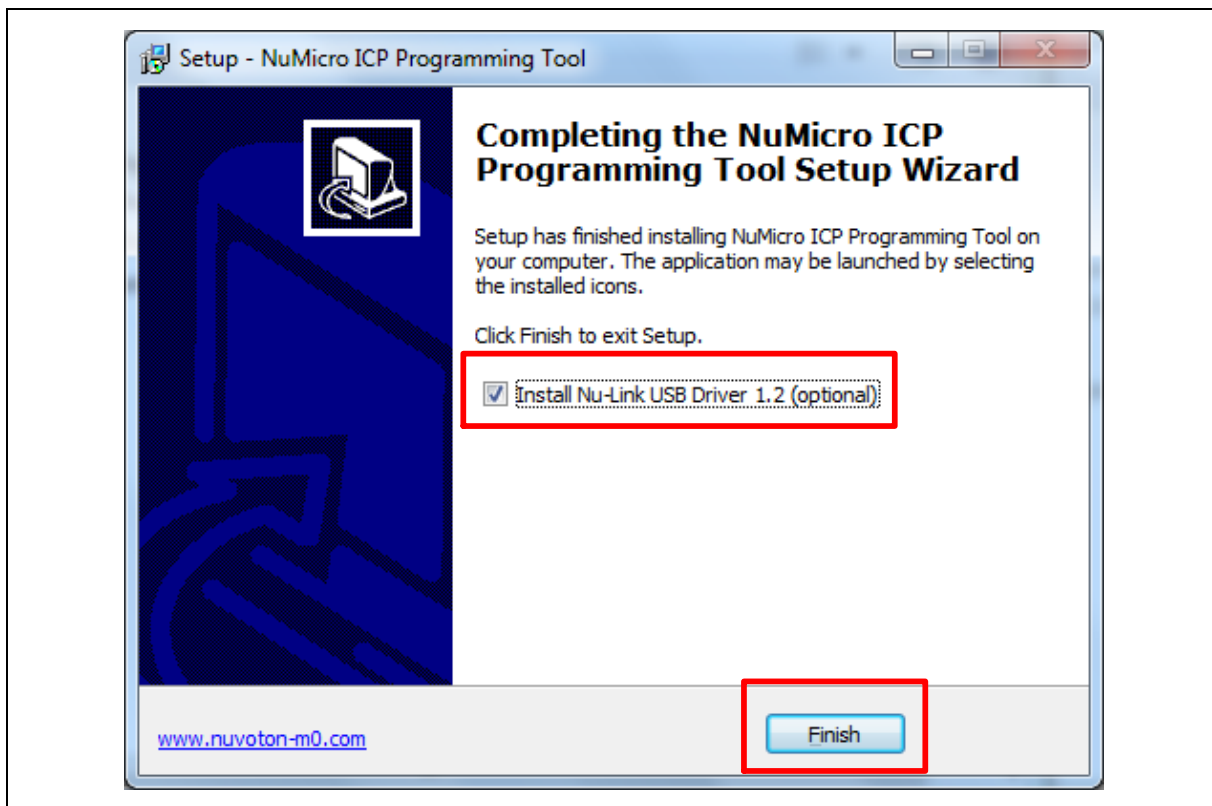 Setup - NuMicro ICP Programming Tool
Completing the NuMicro ICP
Programming Tool Setup Wizard
Setup has finished installing NuMicro ICP Programming Tool on
your computer. The application may be launched by selecting
the installed icons.
Click Finish to exit Setup.
Install Nu-Link USB Driver 1.2 (optional)
www.nuvoton-m0.com
Finish